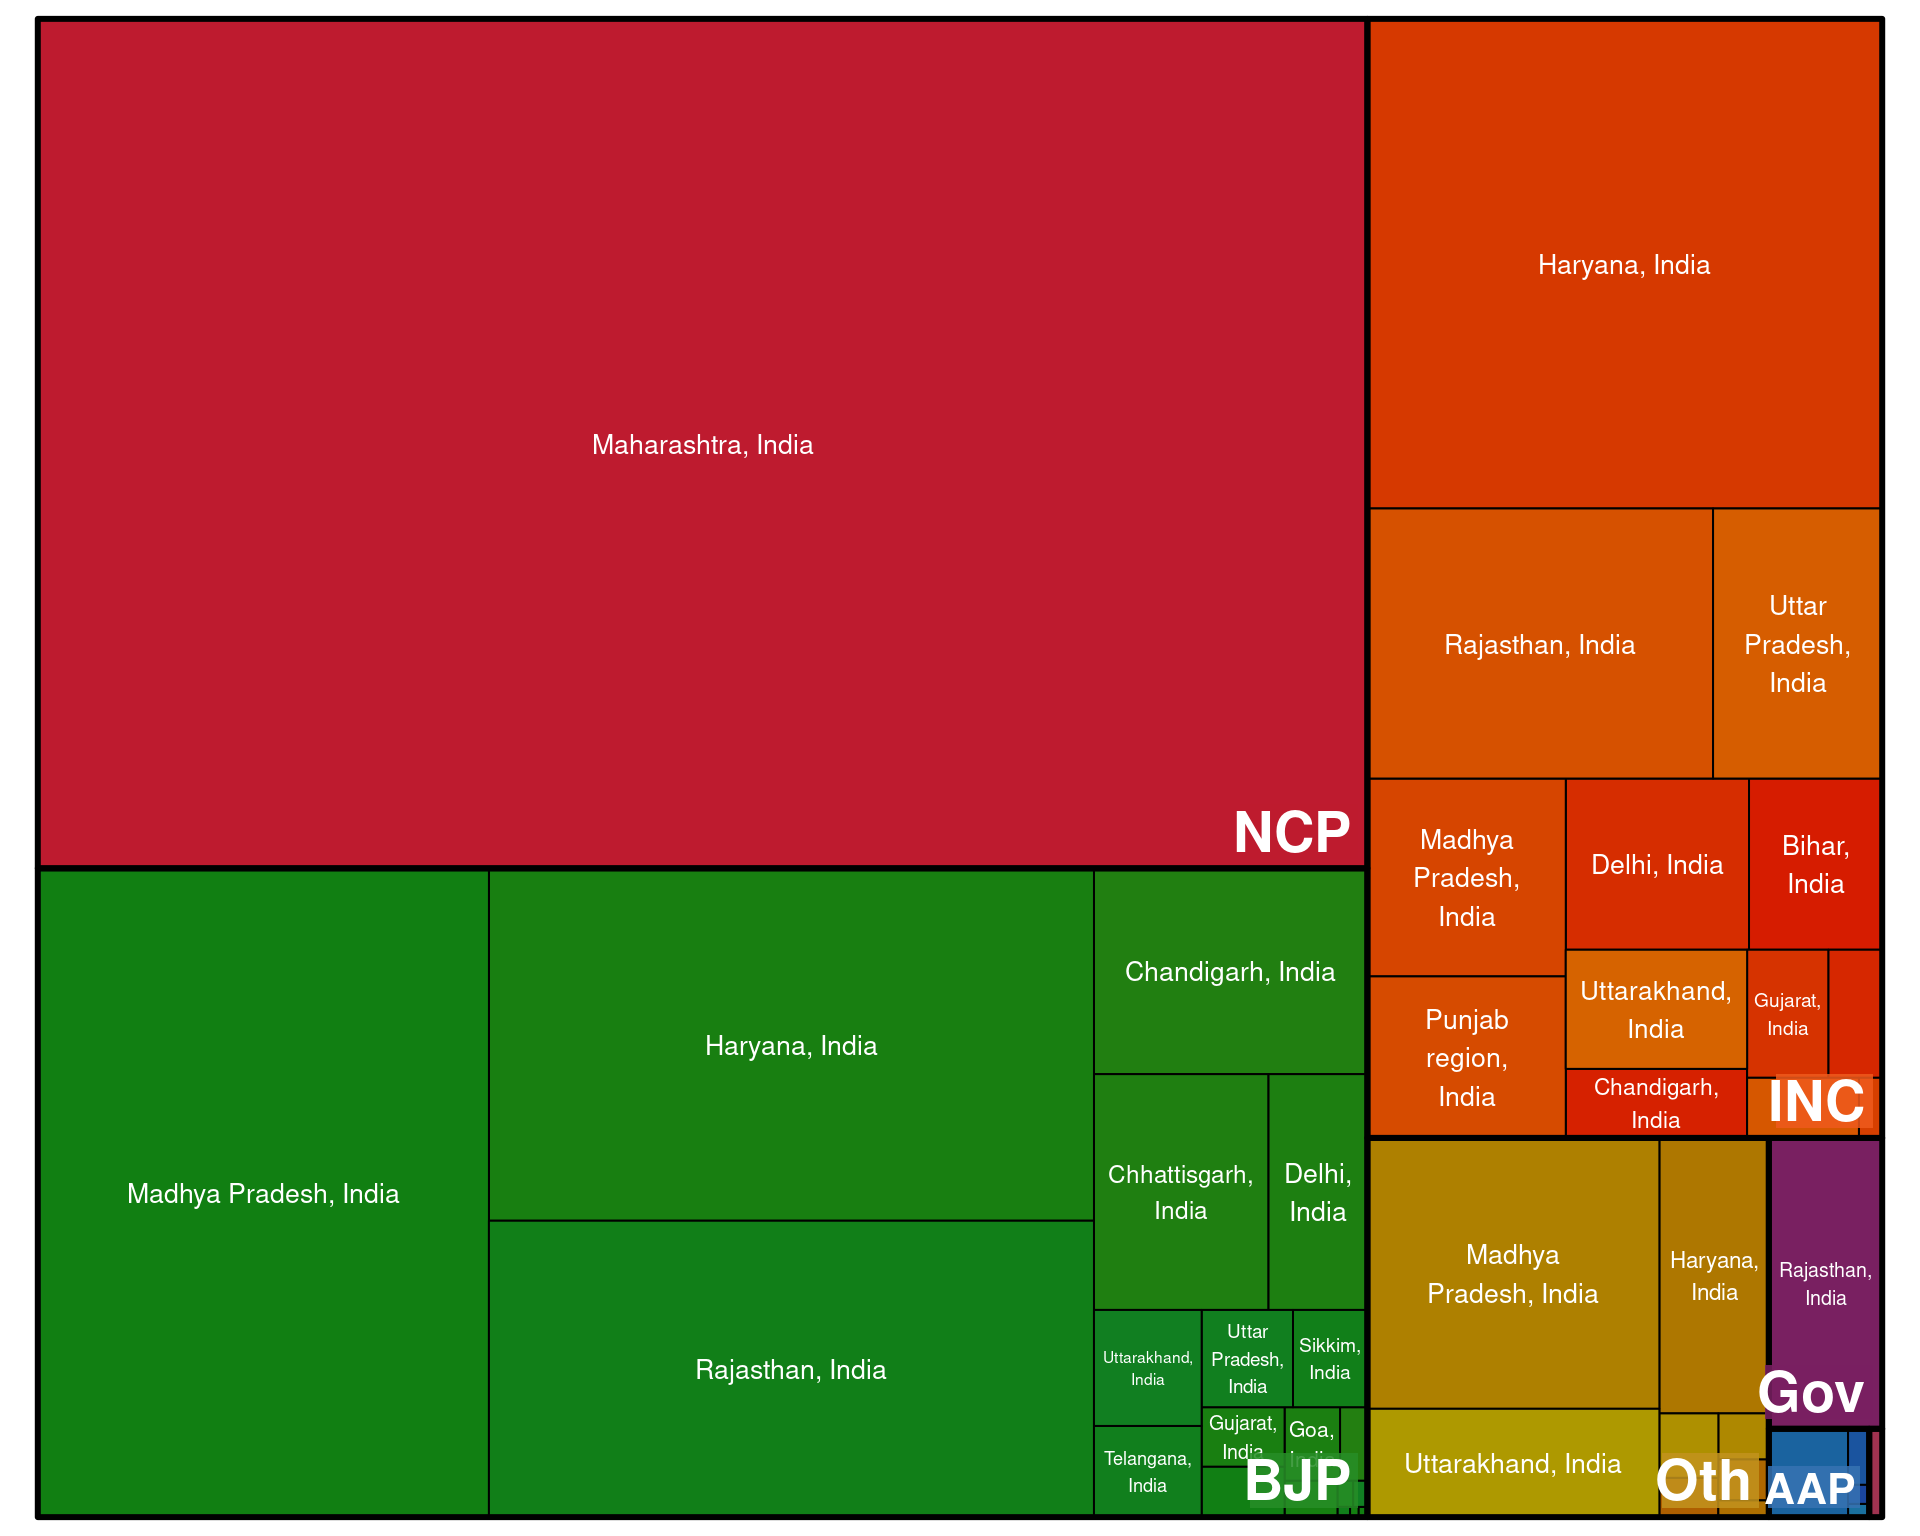 Maharashtra, India
NCP
Madhya Pradesh, India
Haryana, India
Rajasthan, India
Chandigarh, India
Chhattisgarh,
India
Delhi,
India
Uttarakhand,
India
Uttar
Pradesh,
India
Sikkim,
India
Telangana,
India
Gujarat,
India
Goa,
India
BJP
Haryana, India
Rajasthan, India
Uttar
Pradesh,
India
Madhya
Pradesh,
India
Delhi, India
Bihar,
India
Punjab
region,
India
Uttarakhand,
India
Gujarat,
India
Chandigarh,
India
INC
Madhya
Pradesh, India
Haryana,
India
Uttarakhand, India
Oth
Rajasthan,
India
Gov
AAP